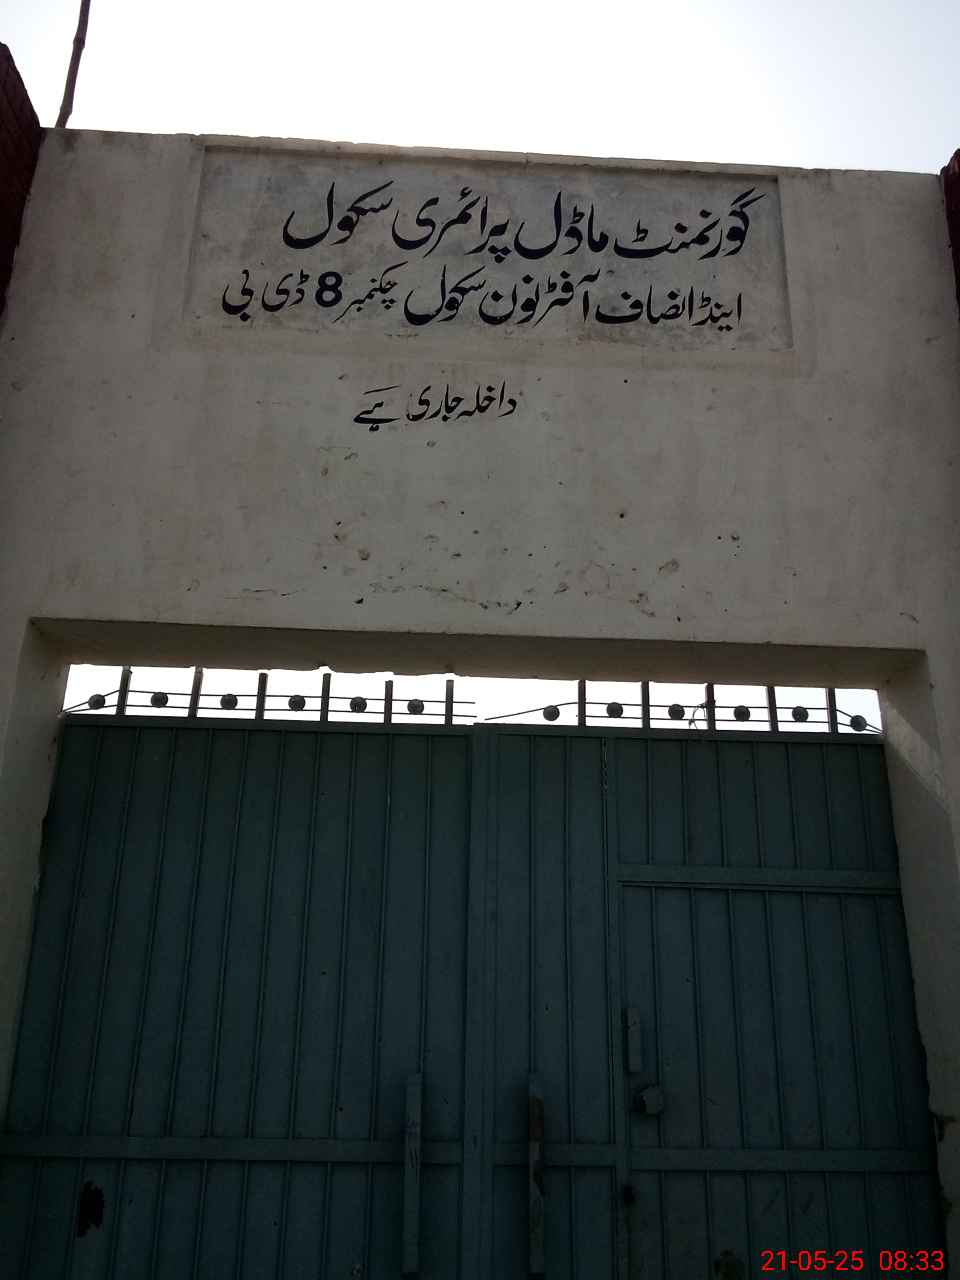 گورنمنٹ ماڈل پرائمری سکول
اینڈ انصاف آفٹرنون سکول چکنمبر 8 ڈی بی
داخلہ جاری ہے
21-05-25 08:33